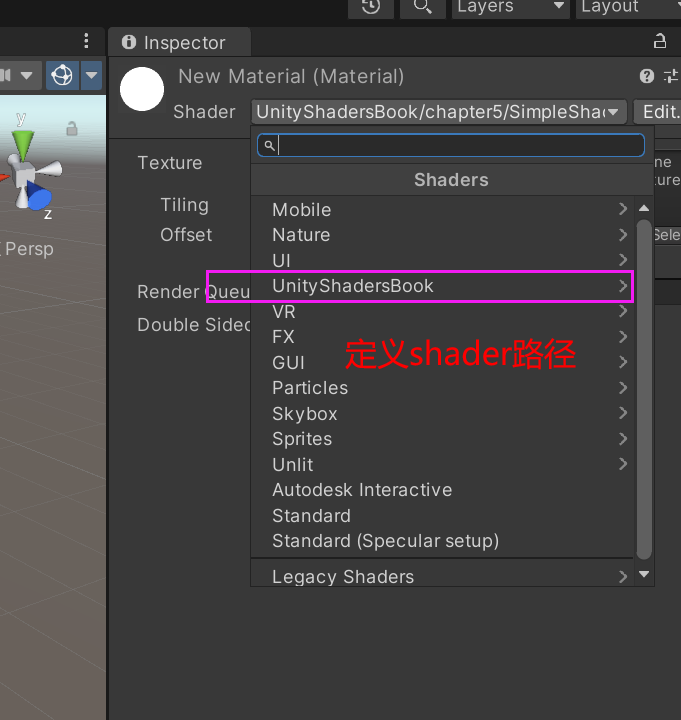 Layers
Layout
Inspector
New Material (Material)
Shader
UnityShadersBook/chapter5/SimpleSha
Edit.
Texture
Shaders
Tiling
Offset
Mobile
Nature
UI
UnityShadersBook
Render Queu
VR
Double Sided
FX
定义shader路径
GUI
Particles
Skybox
Sprites
Unlit
Autodesk Interactive
Standard
Standard (Specular setup)
Legacy Shaders
y
z
Persp
ne
ture
Sele